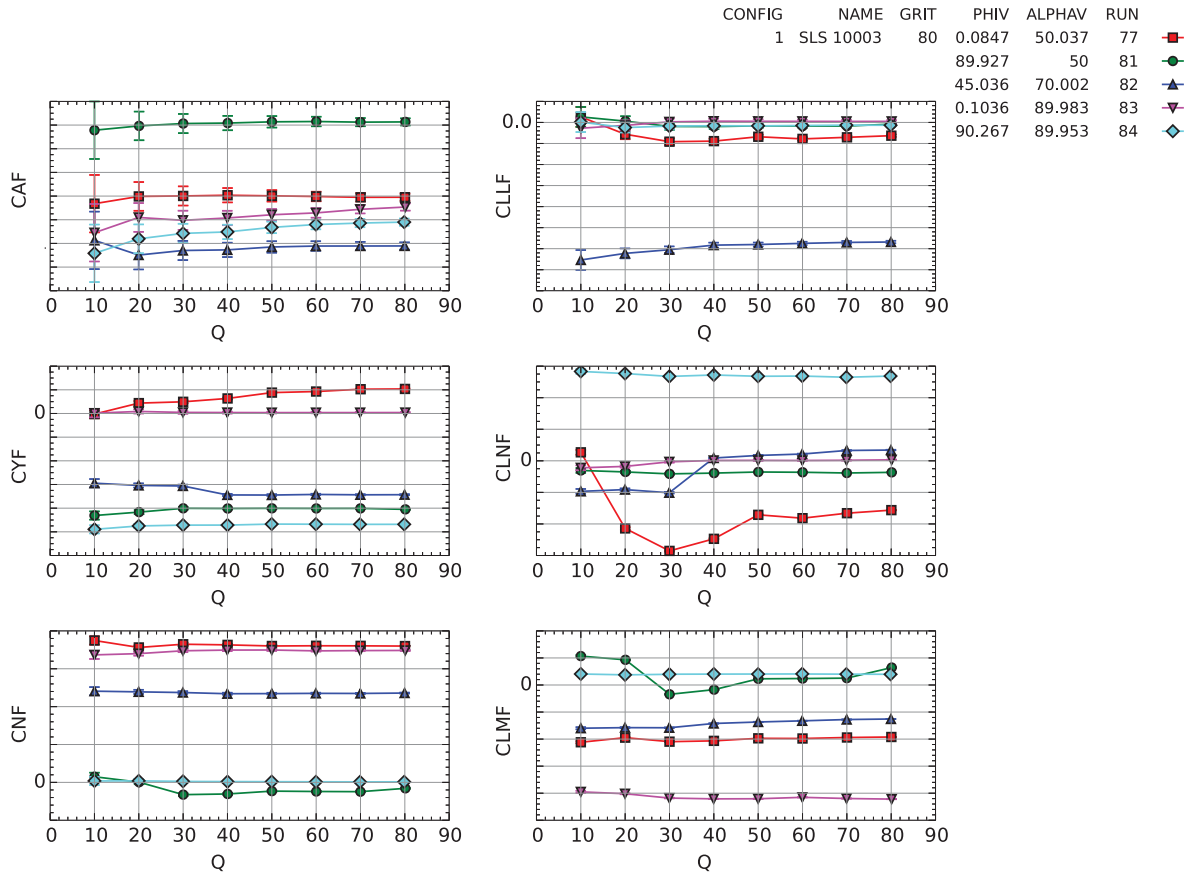 CONFIG NAME GRIT PHIV ALPHAV RUN
1 SLS 10003 80 0.0847 50.037 77
89.927 50 81
45.036 70.002 82
0.1036 89.983 83
90.267 89.953 84
CAF
0 10 20 30 40 50 60 70 80 90
Q
CLLF
0.0
0 10 20 30 40 50 60 70 80 90
Q
CYF
0
0 10 20 30 40 50 60 70 80 90
Q
CLNF
0
0 10 20 30 40 50 60 70 80 90
Q
CNF
0
0 10 20 30 40 50 60 70 80 90
Q
CLMF
0
0 10 20 30 40 50 60 70 80 90
Q